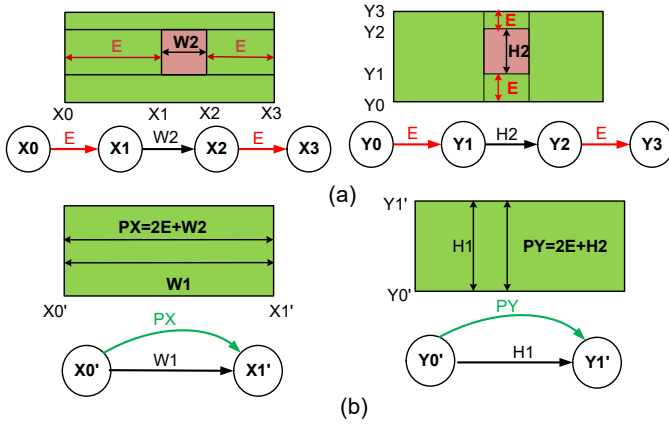 E W2 E
X0 X1 X2 X3
X0 E X1 W2 X2 E X3
Y3
Y2
Y1
Y0
E
H2
E
Y0 E Y1 H2 Y2 E Y3
(a)
PX=2E+W2
W1
X0' X1'
PX
X0' W1 X1'
Y1'
H1 PY=2E+H2
Y0'
PY
Y0' H1 Y1'
(b)